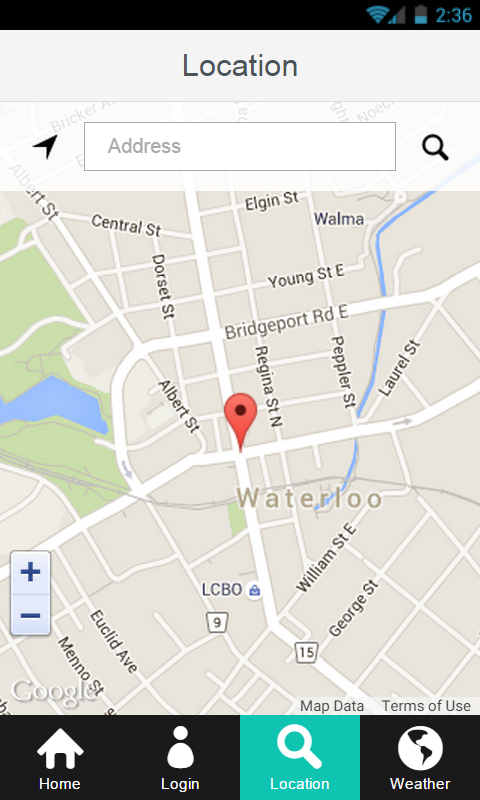 2:36
Location
Bricker
Address
Albert St
Elgin St
Central St
Walma
Dorset St
Young St E
Bridgeport Rd E
Regina St N
Peppler St
Laurel St
Albert St
Waterloo
William St E
LCBO
George St
9
15
Euclid Ave
Menno St
Google
Map Data Terms of Use
Home Login Location Weather